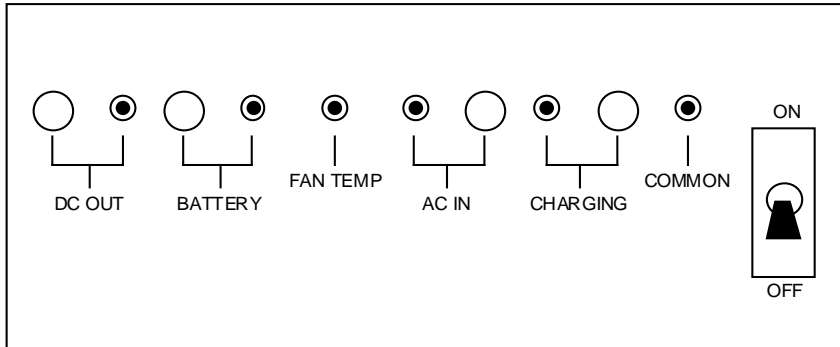 ON
FAN TEMP
COMMON
DC OUT
BATTERY
AC IN
CHARGING
OFF